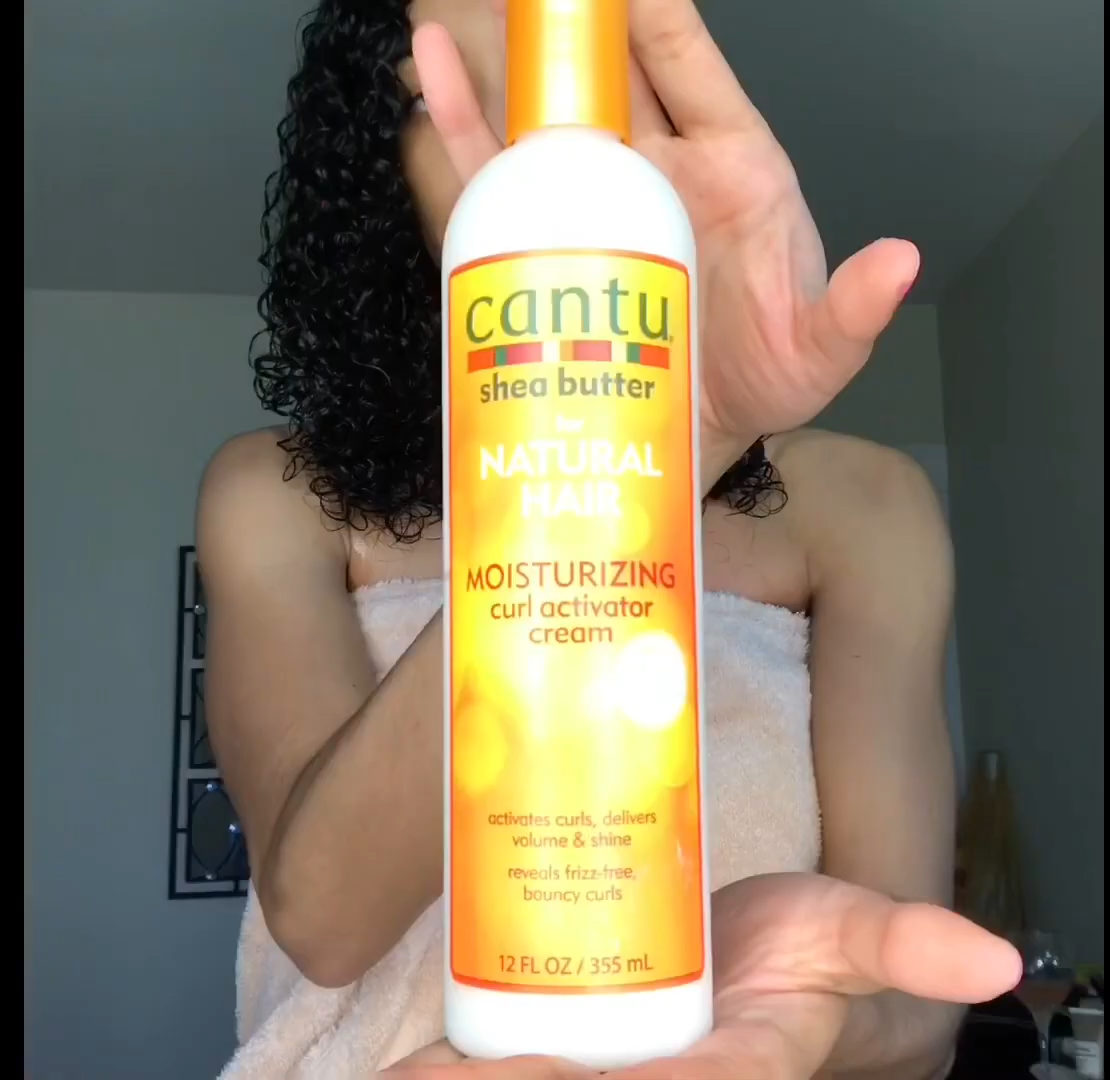 cantu
shea butter
for
NATURAL
HAIR
MOISTURIZING
curl activator
cream
activates curls, delivers
volume & shine
reveals frizz-free,
bouncy curls
12 FL OZ / 355 mL